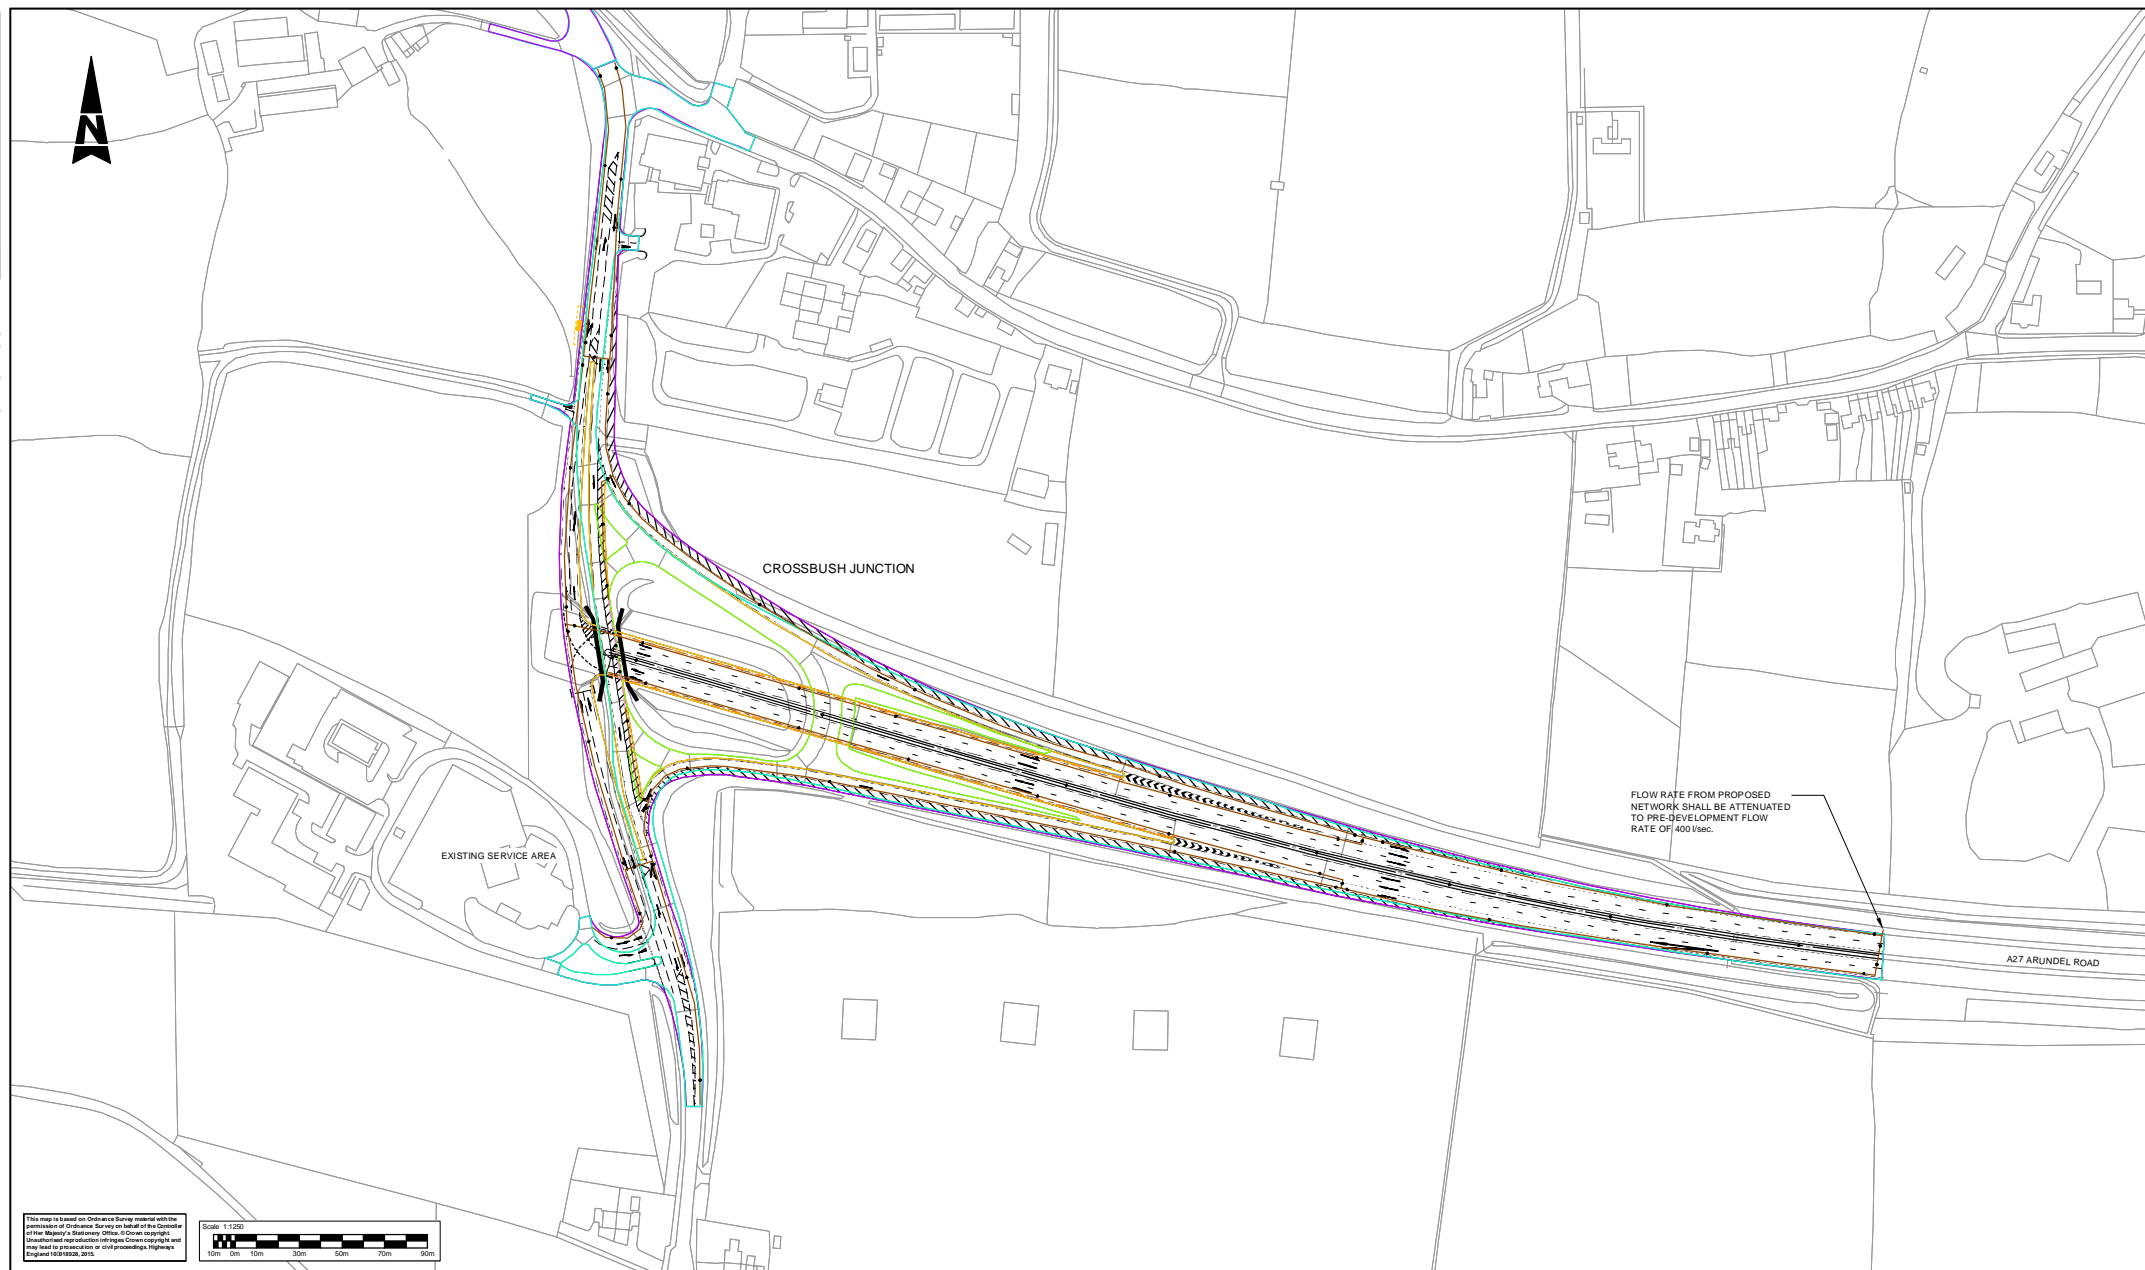 N
CROSSBUSH JUNCTION
FLOW RATE FROM PROPOSED
NETWORK SHALL BE ATTENUATED
TO PRE-DEVELOPMENT FLOW
RATE OF 400 l/sec.
EXISTING SERVICE AREA
A27 ARUNDEL ROAD
This map is based on Ordnance Survey material with the
permission of Ordnance Survey on behalf of the Controller
of Her Majesty's Stationery Office. © Crown copyright.
Unauthorised reproduction infringes Crown copyright and
may lead to prosecution or civil proceedings. Highways
England 100018928, 2015.
Scale 1:1250
10m 0m 10m 30m 50m 70m 90m